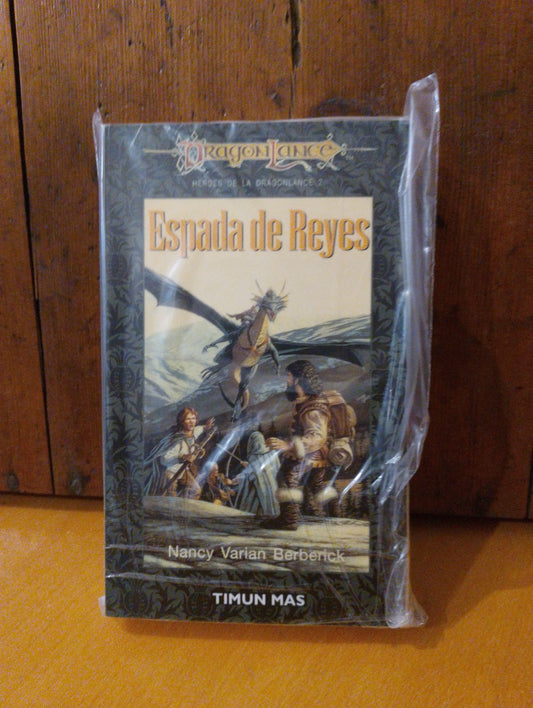 DRAGONLANCE
HÉROES DE LA DRAGONLANCE 2
Espada de Reyes
Nancy Varian Berberick
TIMUN MAS